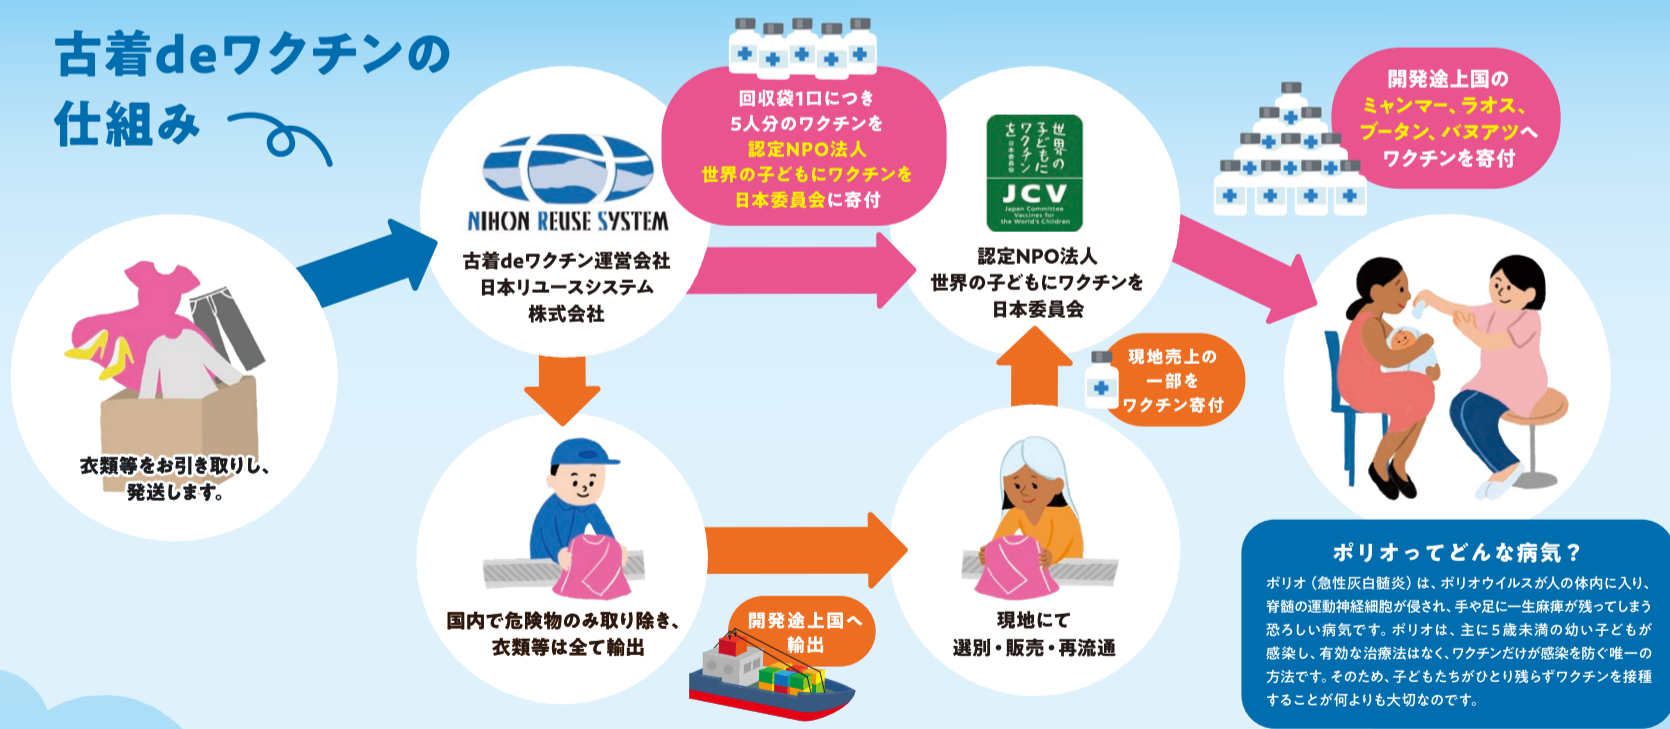 古着deワクチンの
仕組み
衣類等をお引き取りし、
発送します。
NIHON REUSE SYSTEM
古着deワクチン運営会社
日本リユースシステム
株式会社
回収袋1口につき
5人分のワクチンを
認定NPO法人
世界の子どもにワクチンを
日本委員会に寄付
世界の
子どもに
ワクチン
を日本委員会
JCV
Japan Committee
Vaccines for
the World's Children
認定NPO法人
世界の子どもにワクチンを
日本委員会
開発途上国の
ミャンマー、ラオス、
ブータン、バヌアツへ
ワクチンを寄付
国内で危険物のみ取り除き、
衣類等は全て輸出
開発途上国へ
輸出
現地にて
選別・販売・再流通
現地売上の
一部を
ワクチン寄付
ポリオってどんな病気？
ポリオ（急性灰白髄炎）は、ポリオウイルスが人の体内に入り、
脊髄の運動神経細胞が侵され、手や足に一生麻痺が残ってしまう
恐ろしい病気です。ポリオは、主に5歳未満の幼い子どもが
感染し、有効な治療法はなく、ワクチンだけが感染を防ぐ唯一の
方法です。そのため、子どもたちがひとり残らずワクチンを接種
することが何よりも大切なのです。